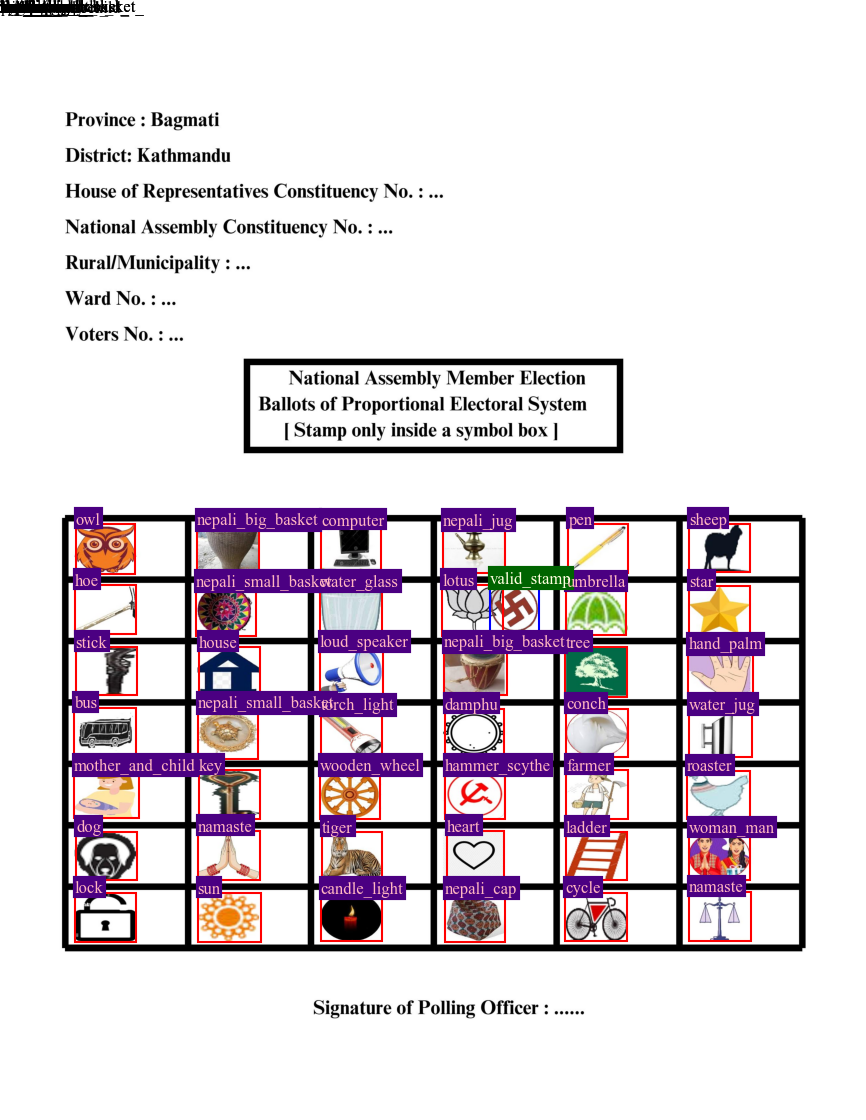 Province : Bagmati
District: Kathmandu
House of Representatives Constituency No. : ...
National Assembly Constituency No. : ...
Rural/Municipality : ...
Ward No. : ...
Voters No. : ...
National Assembly Member Election
Ballots of Proportional Electoral System
[ Stamp only inside a symbol box ]
owl nepali_big_basket computer nepali_jug pen sheep
hoe nepali_small_basket water_glass lotus valid_stamp umbrella star
stick house loud_speaker nepali_big_basket tree hand_palm
bus nepali_small_basket torch_light damphu conch water_jug
mother_and_child key wooden_wheel hammer_scythe farmer roaster
dog namaste tiger heart ladder woman_man
lock sun candle_light nepali_cap cycle namaste
Signature of Polling Officer : ......